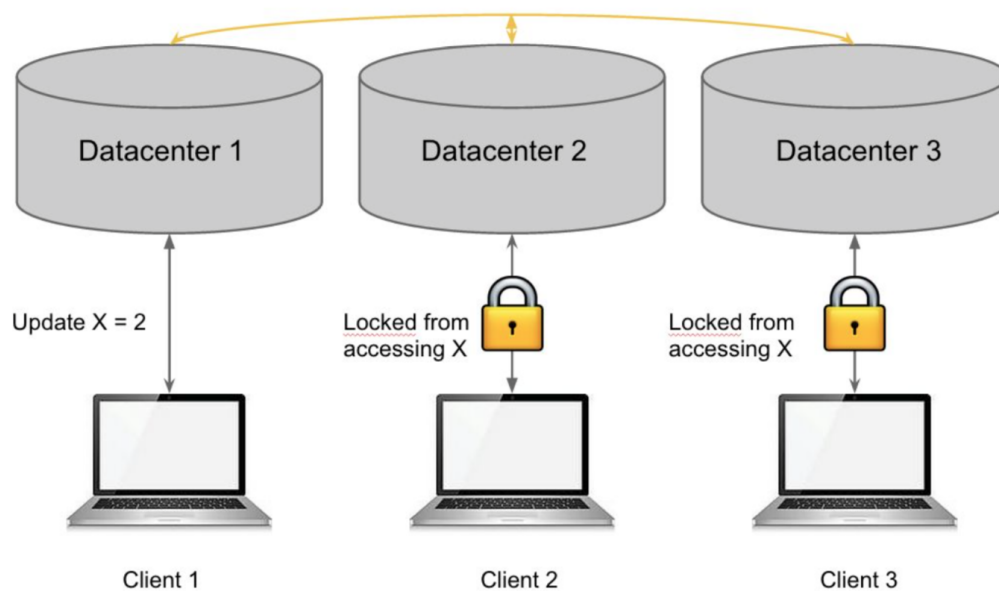 Datacenter 1
Datacenter 2
Datacenter 3
Update X = 2
Locked from
accessing X
Locked from
accessing X
Client 1
Client 2
Client 3